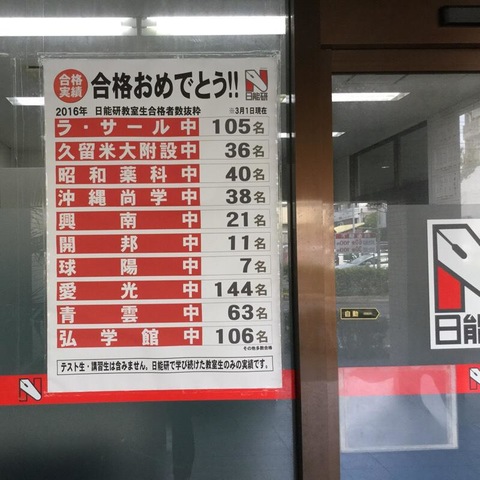 合格実績
合格おめでとう!!
日能研
2016年 日能研教室生合格者数抜粋
※3月1日現在
ラ・サール中 105名
久留米大附設中 36名
昭和薬科中 40名
沖縄尚学中 38名
興南中 21名
開邦中 11名
球陽中 7名
愛光中 144名
青雲中 63名
弘学館中 106名
その他多数合格
テスト生・講習生は含みません。日能研で学び続けた教室生のみの実績です。
自動
日能